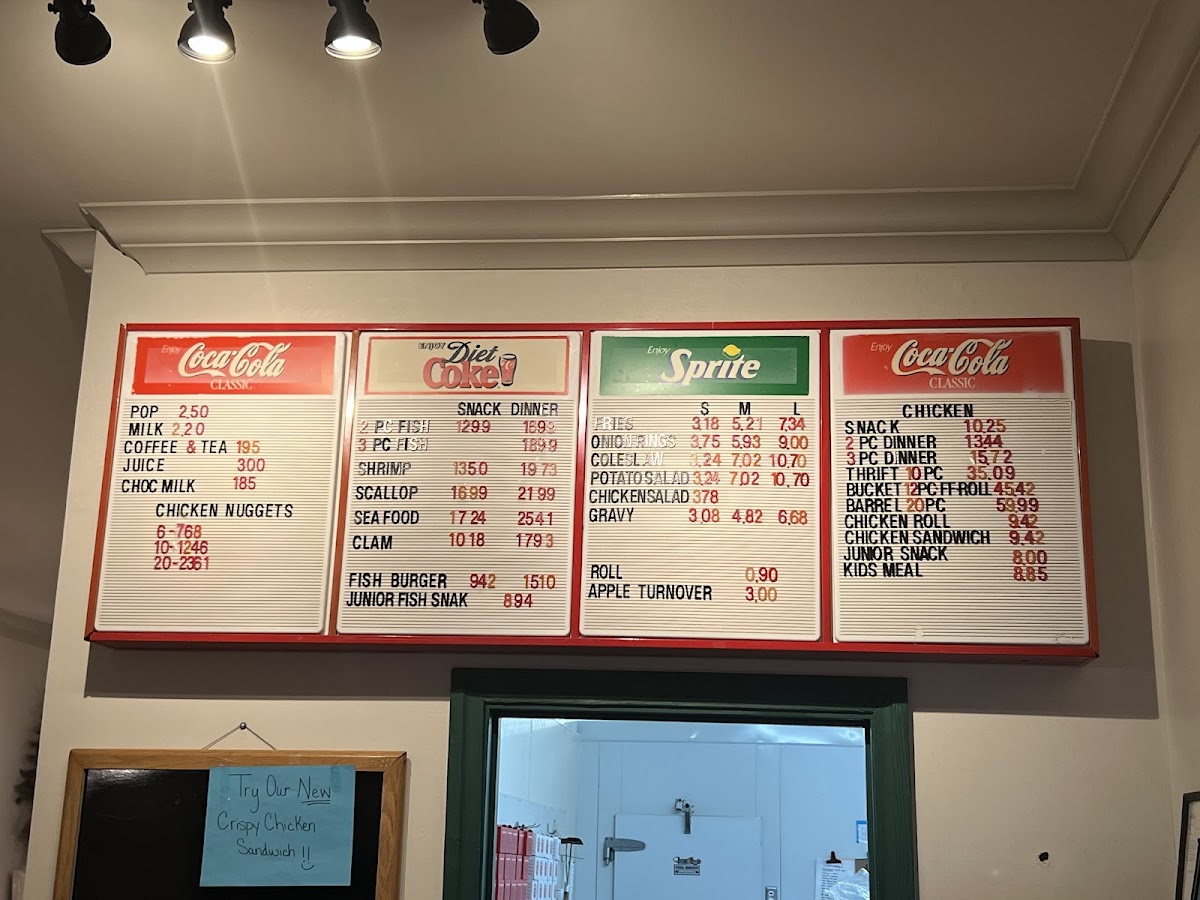 Enjoy
Coca-Cola
CLASSIC
POP 2.50
MILK 2,20
COFFEE & TEA 195
JUICE 300
CHOC MILK 185
CHICKEN NUGGETS
6-768
10-1246
20-2361
ENJOY
Diet
Coke
SNACK DINNER
2 PC FISH 1299 1699
3 PC FISH 1899
SHRIMP 1350 1973
SCALLOP 1699 2199
SEAFOOD 1724 2541
CLAM 1018 1793
FISH BURGER 942 1510
JUNIOR FISH SNAK 894
Enjoy
Sprite
S M L
FRIES 3.18 5,21 7,34
ONION RINGS 3.75 5,93 9.00
COLESLAW 3,24 7,02 10,70
POTATO SALAD 3,24 7,02 10,70
CHICKEN SALAD 378
GRAVY 3,08 4,82 6,68
ROLL 0,90
APPLE TURNOVER 3,00
Enjoy
Coca-Cola
CLASSIC
CHICKEN
SNACK 10,25
2 PC DINNER 1344
3 PC DINNER 15,72
THRIFT 10 PC 35.09
BUCKET 12PC FF ROLL 45,42
BARREL 20 PC 59,99
CHICKEN ROLL 9.42
CHICKEN SANDWICH 9.42
JUNIOR SNACK 8,00
KIDS MEAL 8,85
Try Our New
Crispy Chicken
Sandwich !!